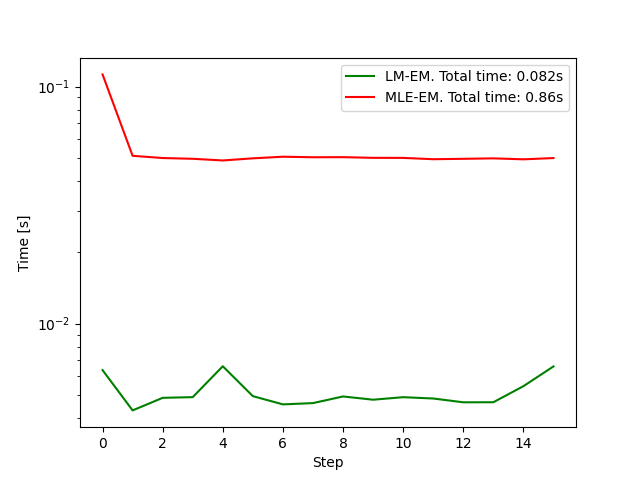 LM-EM. Total time: 0.082s
MLE-EM. Total time: 0.86s
10⁻¹
10⁻²
Time [s]
0 2 4 6 8 10 12 14
Step